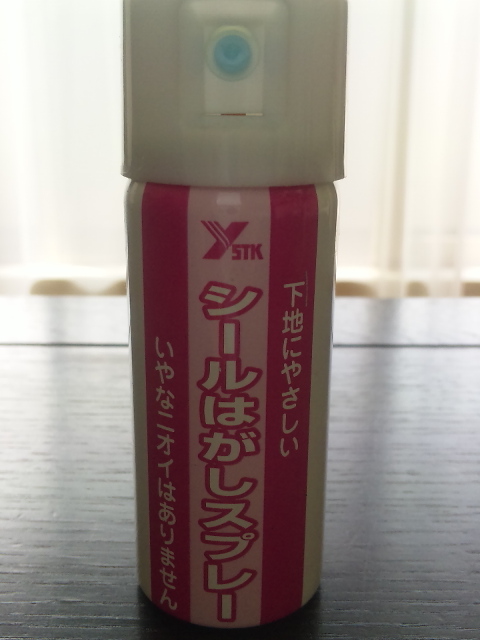 YSTK
下地にやさしい
シールはがしスプレー
いやなニオイはありません